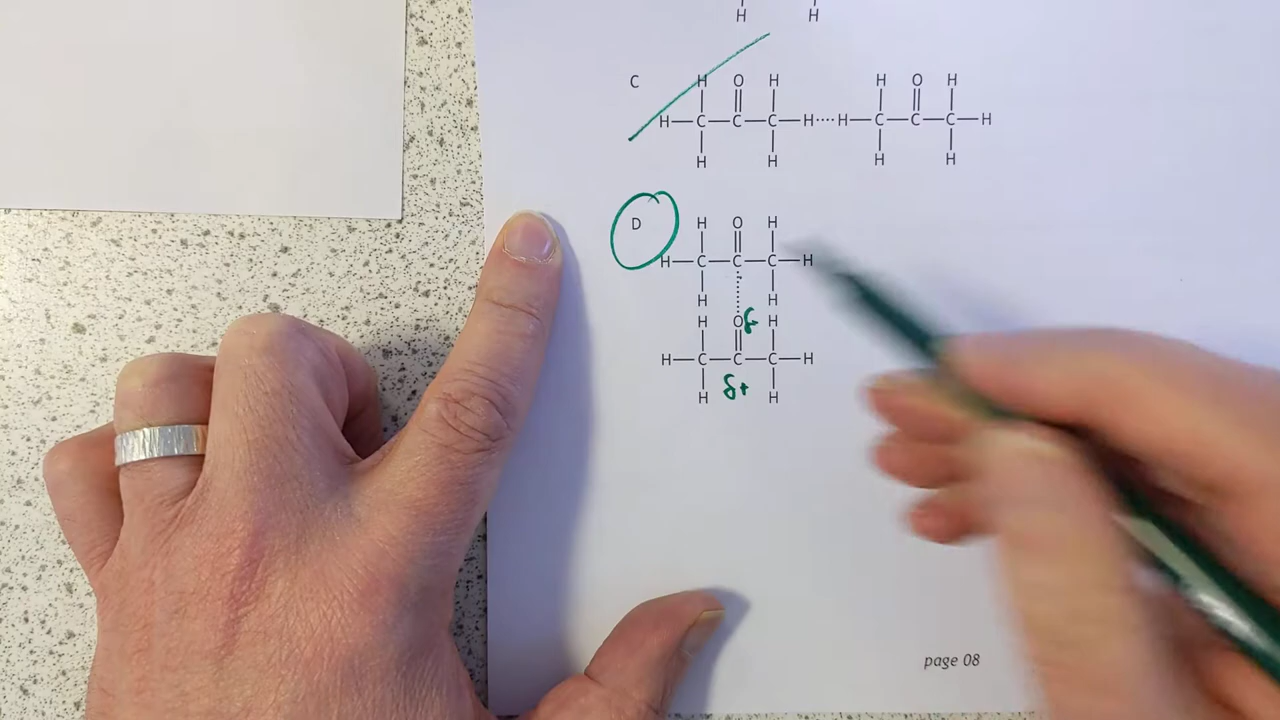 H H
C H O H H O H
H—C—C—C—H····H—C—C—C—H
H H H H
D H O H
H—C—C—C—H
H H
H O δ- H
H—C—C—C—H
H δ+ H
page 08